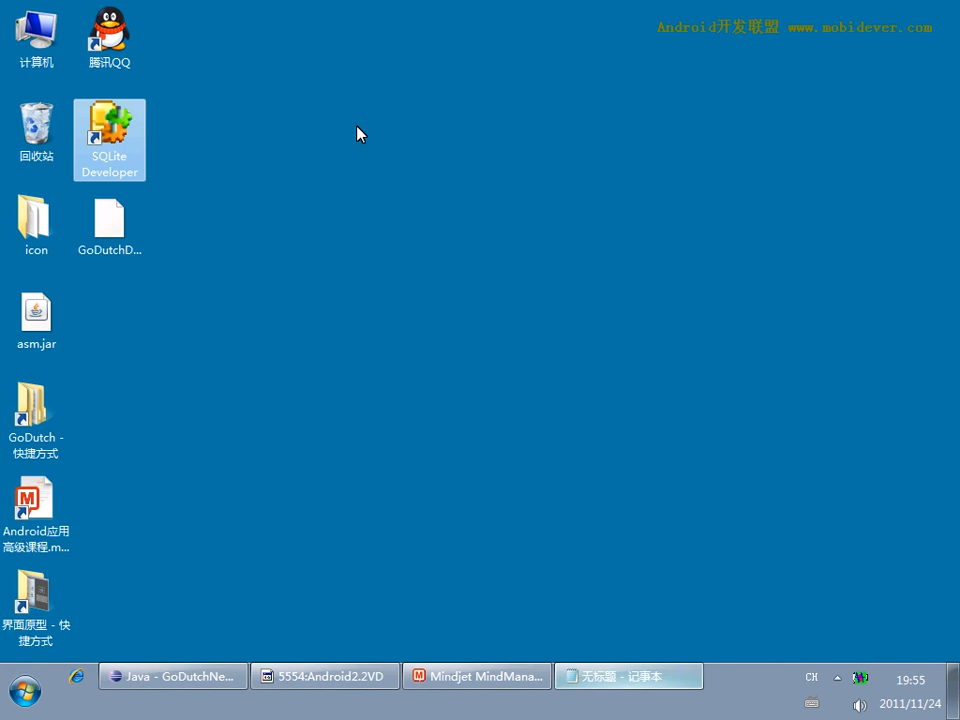 Android开发联盟 www.mobidever.com
计算机
腾讯QQ
回收站
SQLite
Developer
icon
GoDutchD...
asm.jar
GoDutch -
快捷方式
Android应用
高级课程.m...
界面原型 - 快
捷方式
Java - GoDutchNe...
5554:Android2.2VD
Mindjet MindMana...
无标题 - 记事本
CH
19:55
2011/11/24